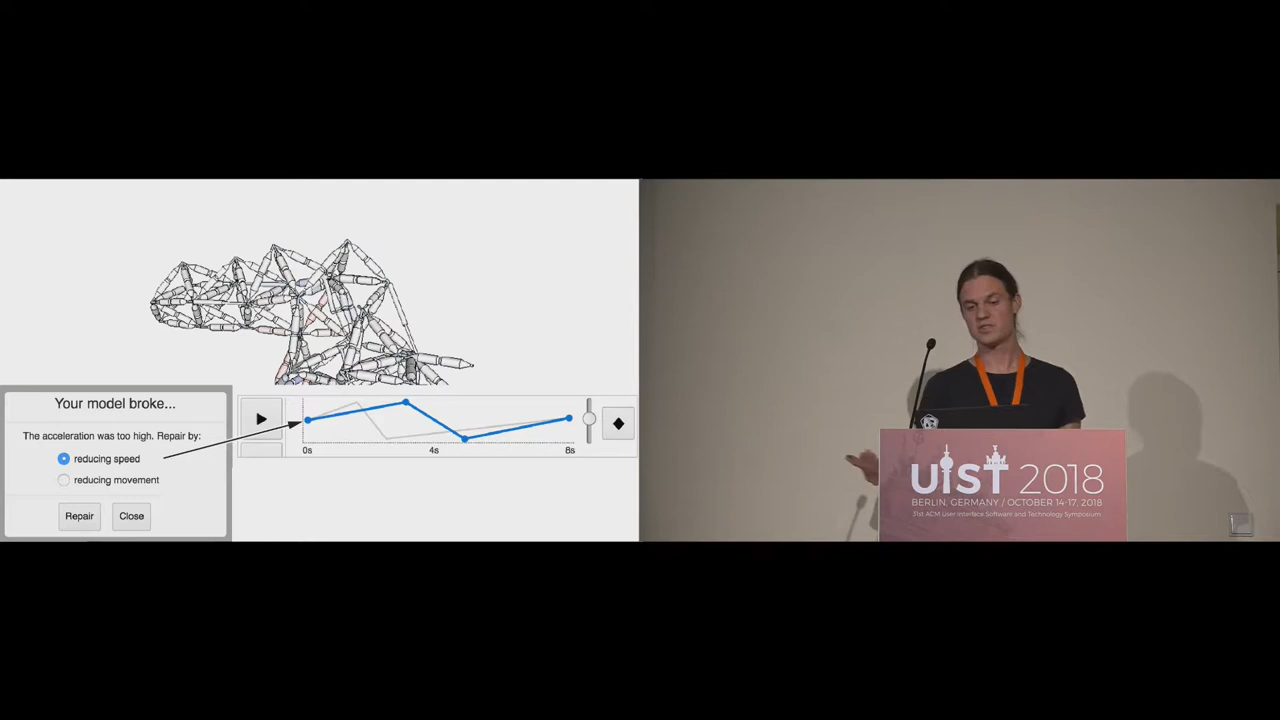 Your model broke...
The acceleration was too high. Repair by:
reducing speed
reducing movement
Repair
Close
0s
4s
8s
UIST 2018
BERLIN, GERMANY / OCTOBER 14-17, 2018
31st ACM User Interface Software and Technology Symposium